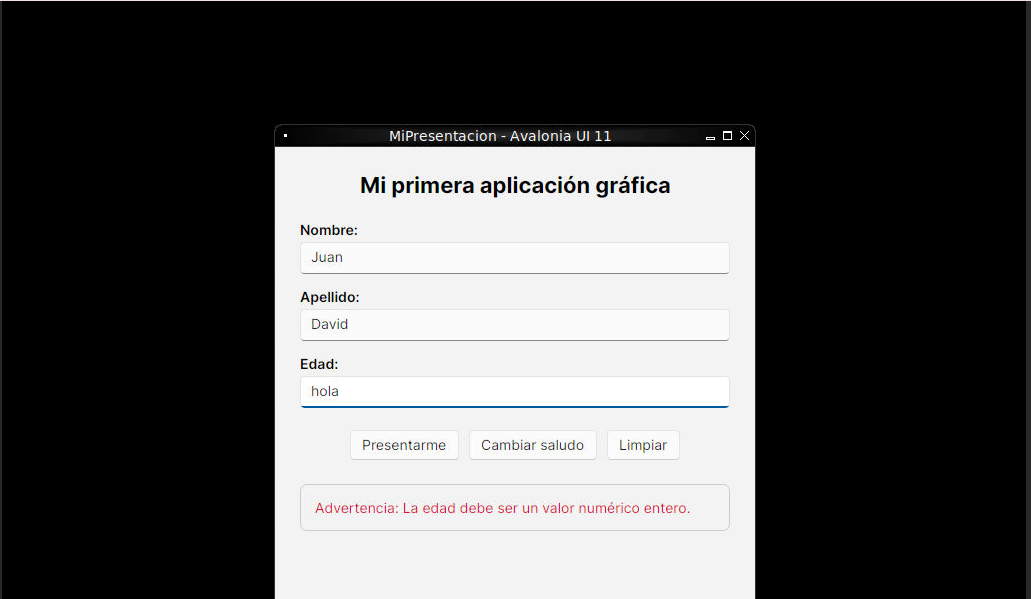 MiPresentacion - Avalonia UI 11
Mi primera aplicación gráfica
Nombre:
Juan
Apellido:
David
Edad:
hola
Presentarme Cambiar saludo Limpiar
Advertencia: La edad debe ser un valor numérico entero.